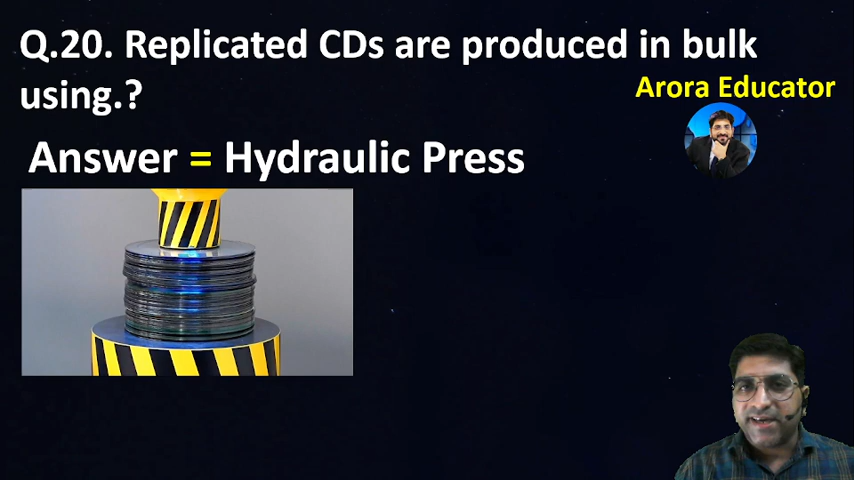 Q.20. Replicated CDs are produced in bulk
using.?
Arora Educator
Answer = Hydraulic Press